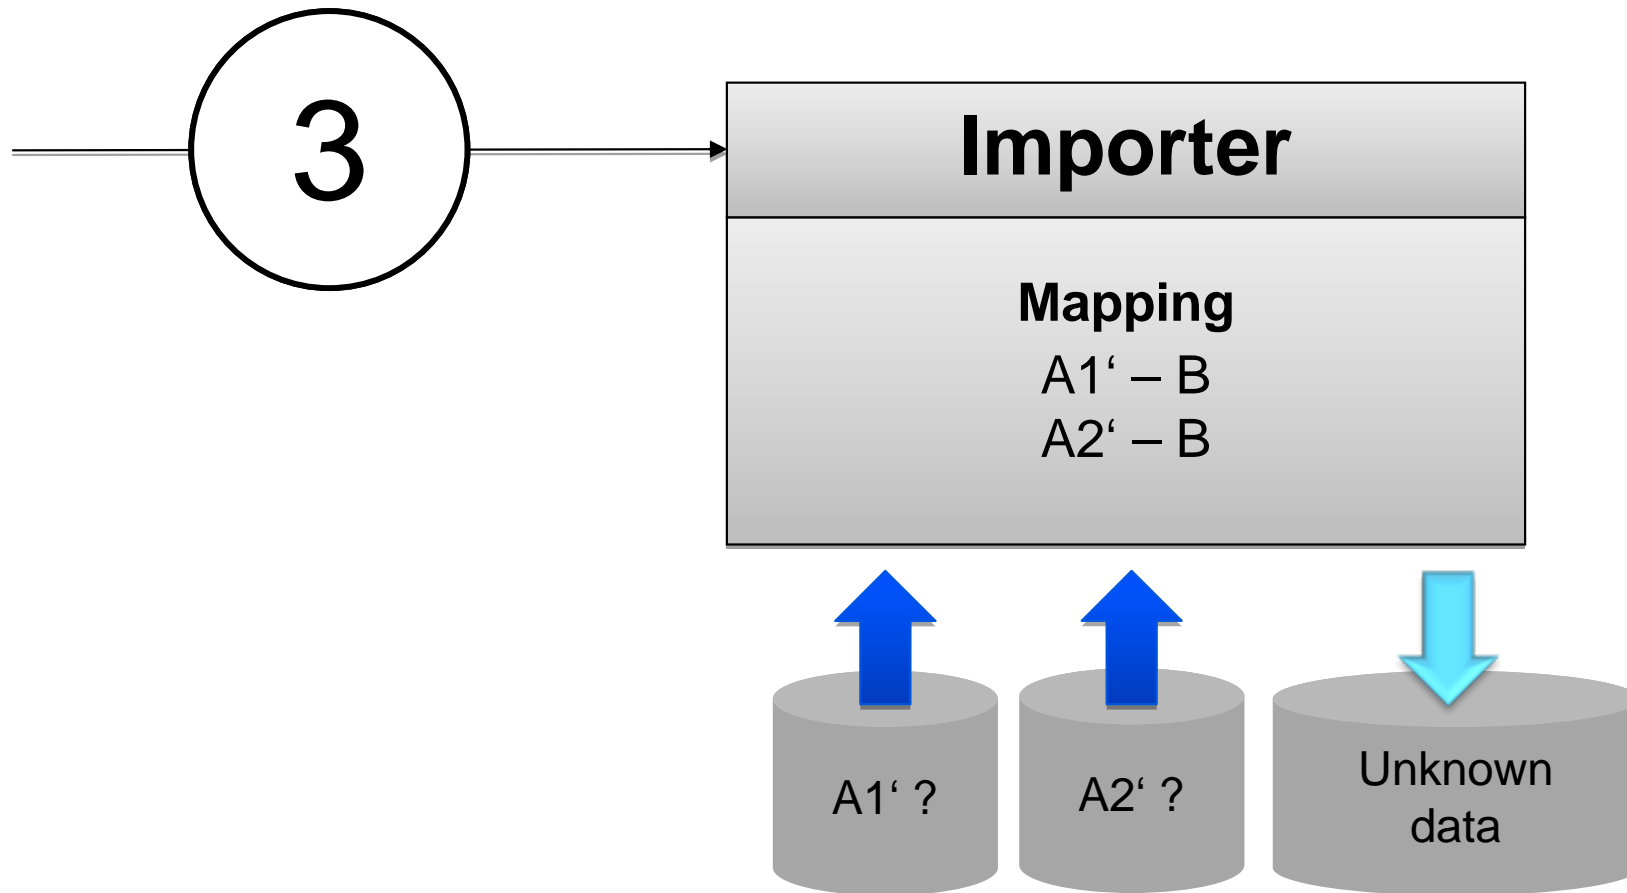 3
Importer
Mapping
A1‘ – B
A2‘ – B
A1‘ ?
A2‘ ?
Unknown
data